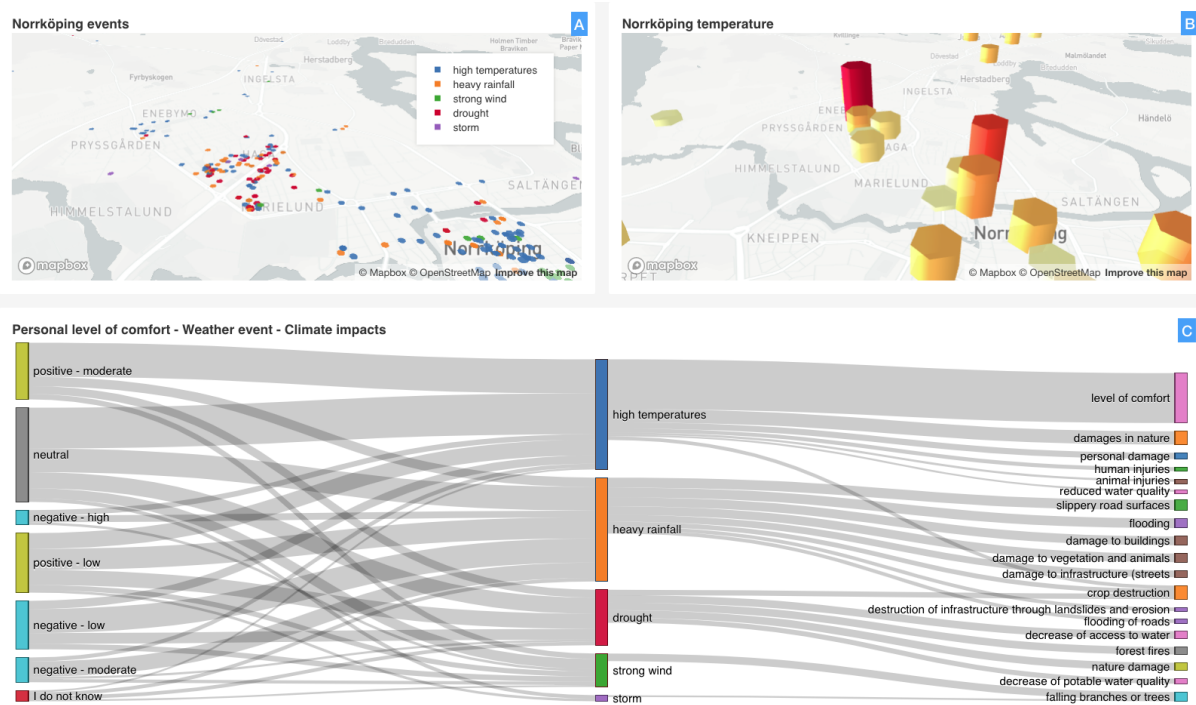 Norrköping events
A
Dövestad
Loddby
Holmen Timber
Braviken
Fyrbyskogen
INGELSTA
Herstadberg
ENEBYMO
PRYSSGÅRDEN
HIMMELSTALUND
MARIELUND
SALTÄNGEN
Norrköping
high temperatures
heavy rainfall
strong wind
drought
storm
mapbox
© Mapbox © OpenStreetMap Improve this map
Norrköping temperature
B
Dövestad
Malmölandet
Loddby
Herstadberg
INGELSTA
Händelö
PRYSSGÅRDEN
HIMMELSTALUND
MARIELUND
SALTÄNGEN
KNEIPPEN
mapbox
© Mapbox © OpenStreetMap Improve this map
Personal level of comfort - Weather event - Climate impacts
C
positive - moderate
neutral
negative - high
positive - low
negative - low
negative - moderate
I do not know
high temperatures
heavy rainfall
drought
strong wind
storm
level of comfort
damages in nature
personal damage
human injuries
animal injuries
reduced water quality
slippery road surfaces
flooding
damage to buildings
damage to vegetation and animals
damage to infrastructure (streets
crop destruction
destruction of infrastructure through landslides and erosion
flooding of roads
decrease of access to water
forest fires
nature damage
decrease of potable water quality
falling branches or trees